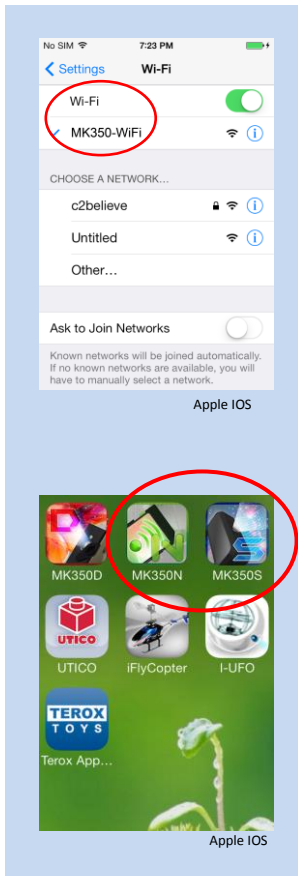 No SIM 7:23 PM
Settings Wi-Fi
Wi-Fi
MK350-WiFi
CHOOSE A NETWORK...
c2believe
Untitled
Other...
Ask to Join Networks
Known networks will be joined automatically.
If no known networks are available, you will
have to manually select a network.
Apple IOS
D N S
MK350D MK350N MK350S
UTICO
UTICO iFlyCopter I-UFO
TEROX
TOYS
Terox App...
Apple IOS